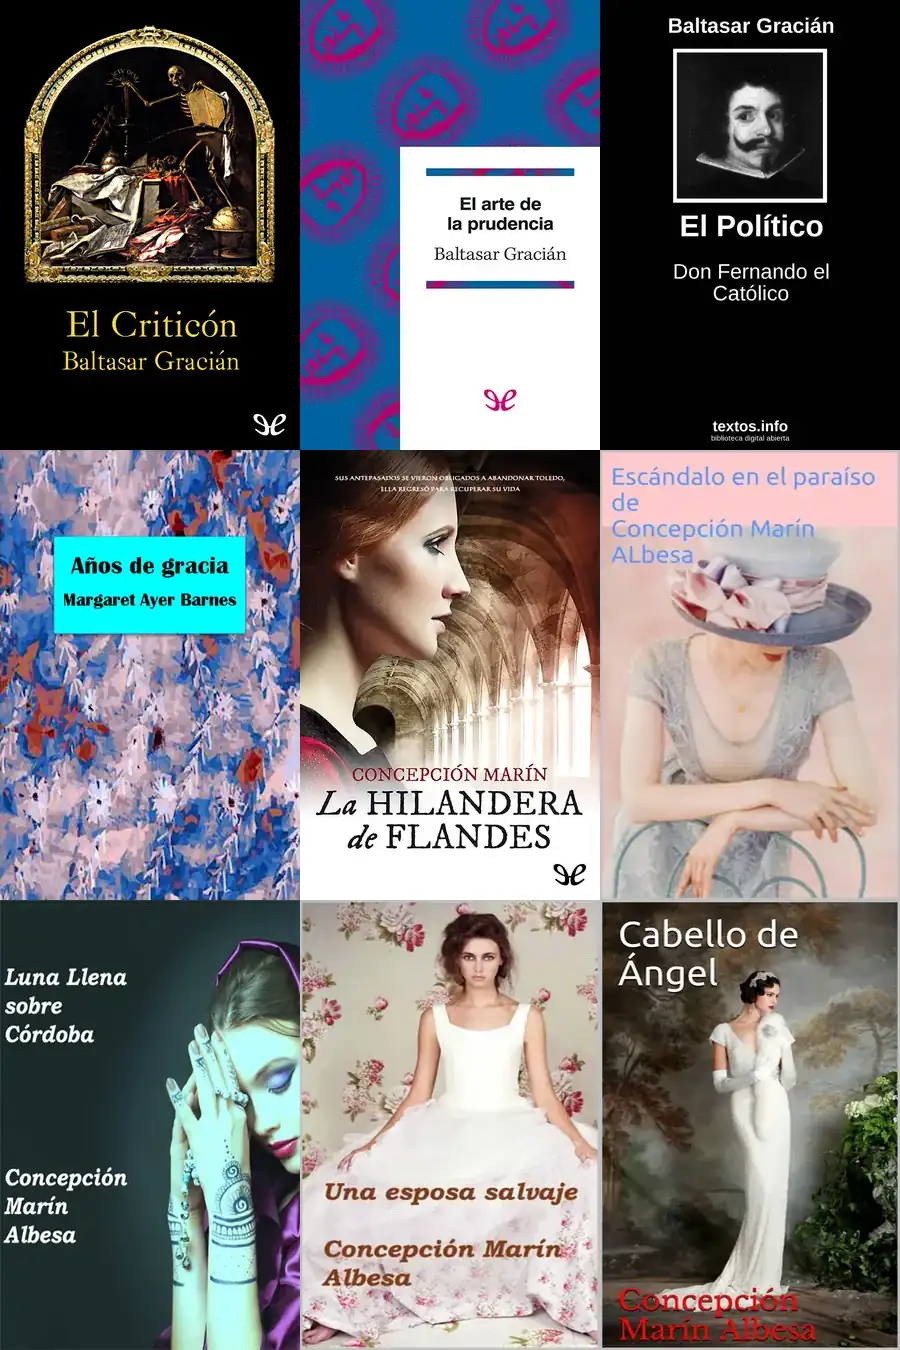 El Criticón
Baltasar Gracián
El arte de
la prudencia
Baltasar Gracián
Baltasar Gracián
El Político
Don Fernando el
Católico
textos.info
biblioteca digital abierta
Años de gracia
Margaret Ayer Barnes
SUS ANTEPASADOS SE VIERON OBLIGADOS A ABANDONAR TOLEDO,
ELLA REGRESÓ PARA RECUPERAR SU VIDA
CONCEPCIÓN MARÍN
La HILANDERA
de FLANDES
Escándalo en el paraíso
de
Concepción Marín
ALbesa
Luna Llena
sobre
Córdoba
Concepción
Marín
Albesa
Una esposa salvaje
Concepción Marín
Albesa
Cabello de
Ángel
Concepción
Marín Albesa